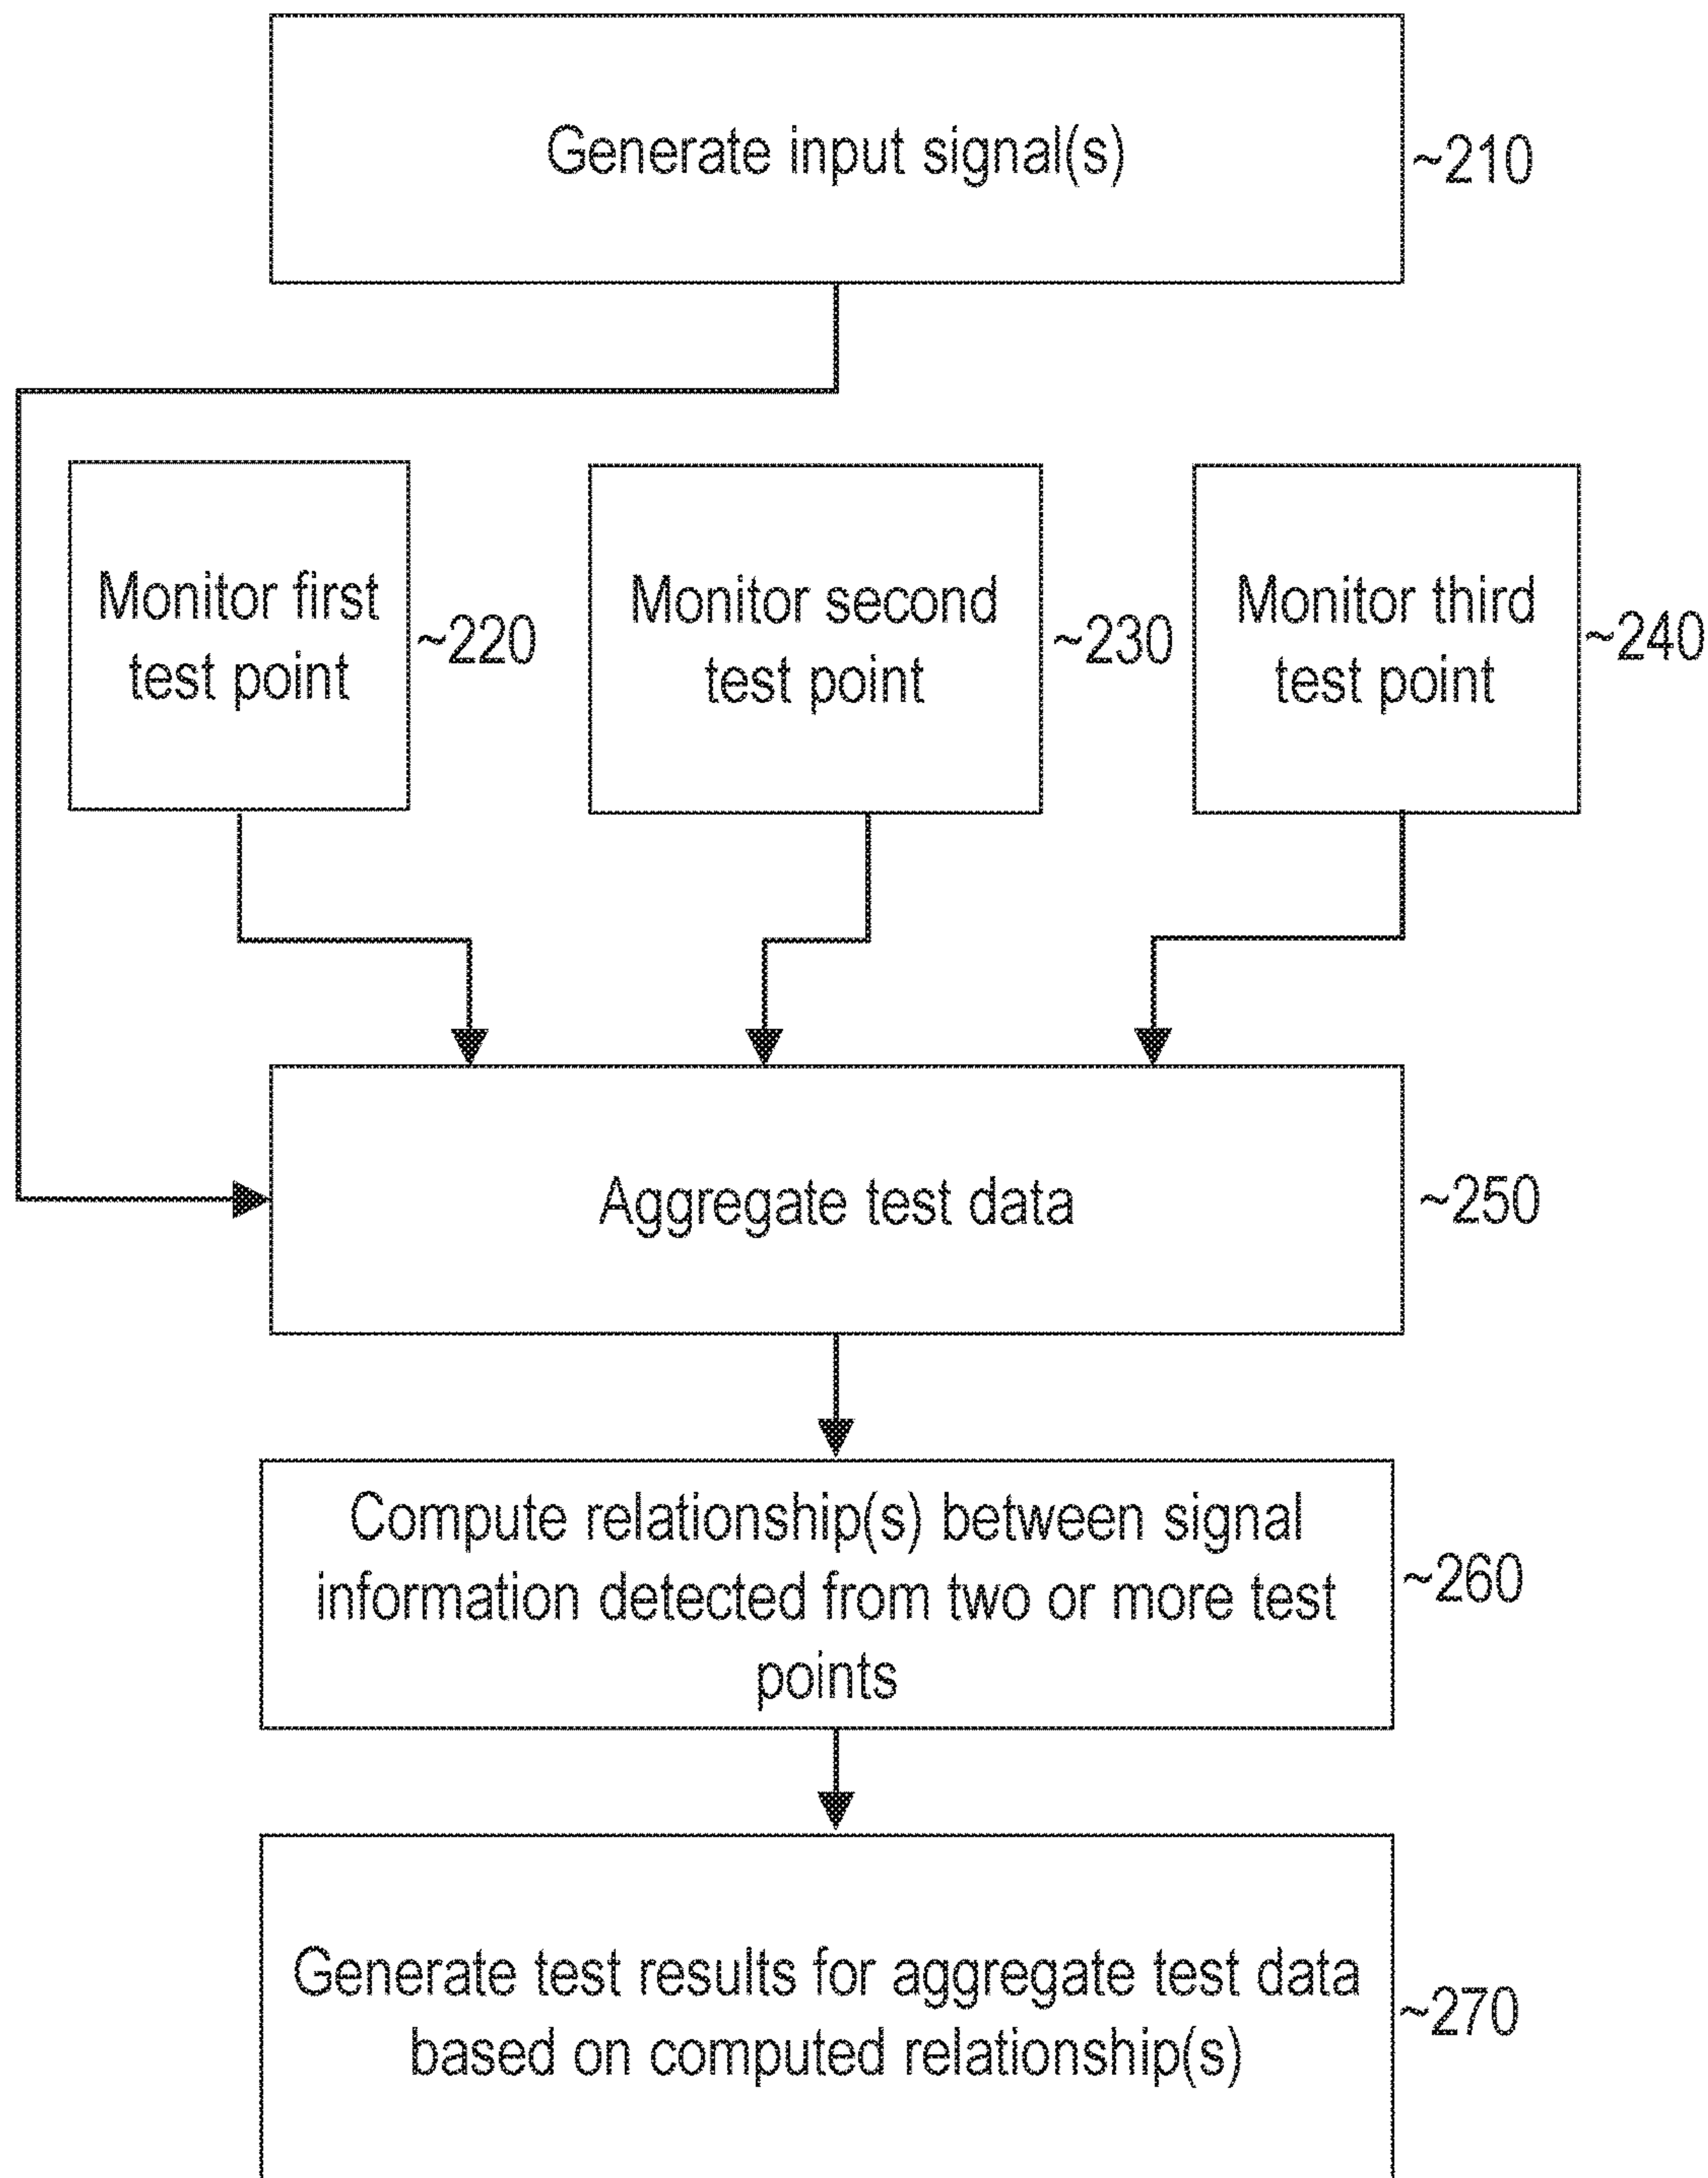 Generate input signal(s)
~210
Monitor first
test point
~220
Monitor second
test point
~230
Monitor third
test point
~240
Aggregate test data
~250
Compute relationship(s) between signal
information detected from two or more test
points
~260
Generate test results for aggregate test data
based on computed relationship(s)
~270